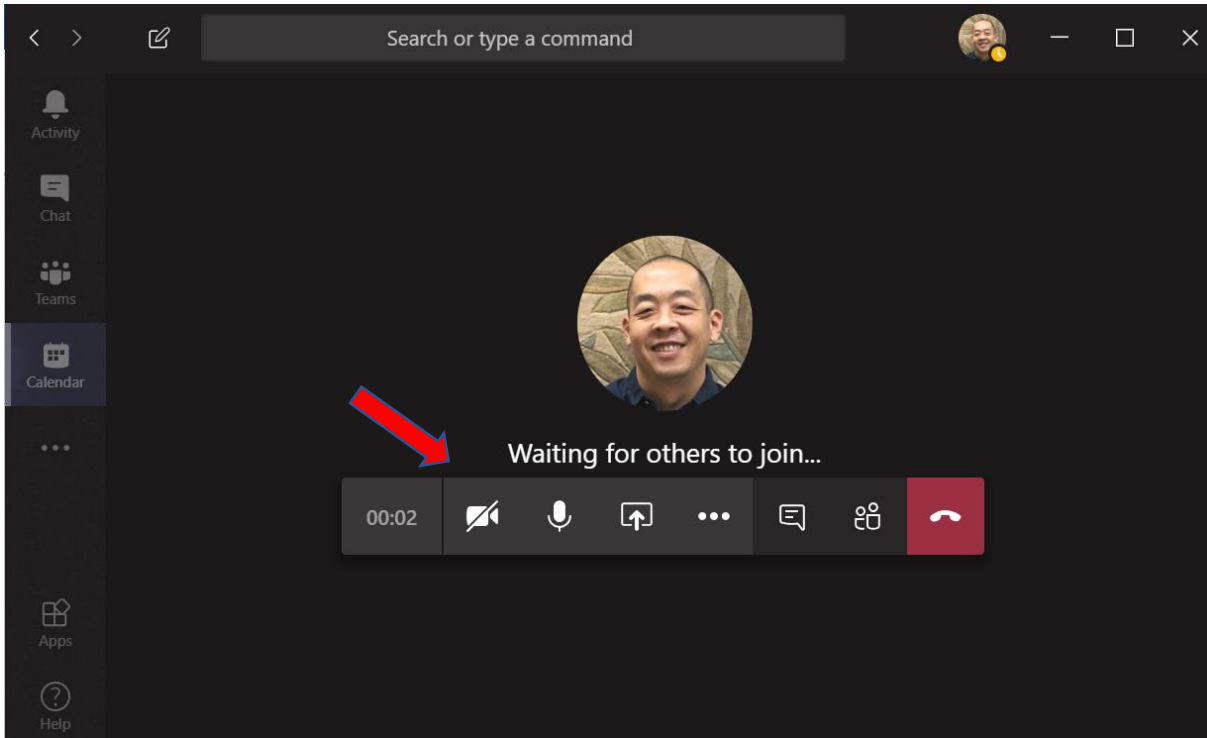 Search or type a command
Activity
Chat
Teams
Calendar
Waiting for others to join...
00:02
Apps
Help